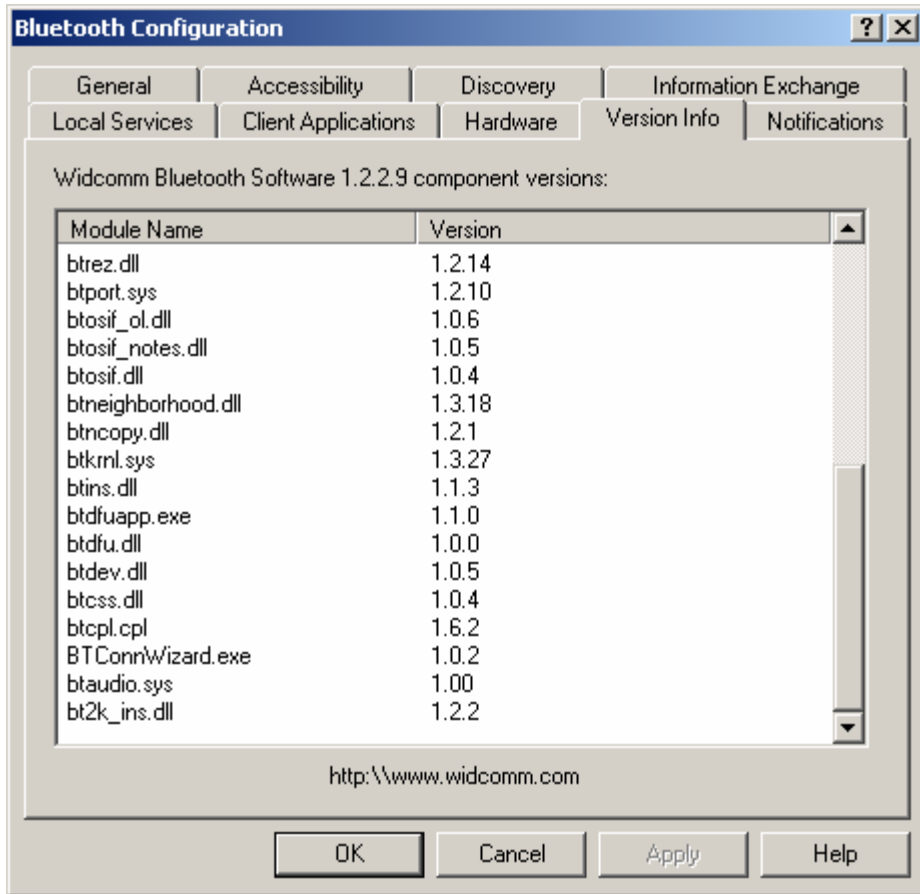 Bluetooth Configuration
General Accessibility Discovery Information Exchange
Local Services Client Applications Hardware Version Info Notifications
Widcomm Bluetooth Software 1.2.2.9 component versions:
Module Name Version
btrez.dll 1.2.14
btport.sys 1.2.10
btosif_ol.dll 1.0.6
btosif_notes.dll 1.0.5
btosif.dll 1.0.4
btneighborhood.dll 1.3.18
btncopy.dll 1.2.1
btkrnl.sys 1.3.27
btins.dll 1.1.3
btdfuapp.exe 1.1.0
btdfu.dll 1.0.0
btdev.dll 1.0.5
btcss.dll 1.0.4
btcpl.cpl 1.6.2
BTConnWizard.exe 1.0.2
btaudio.sys 1.00
bt2k_ins.dll 1.2.2
http:\\www.widcomm.com
OK Cancel Apply Help